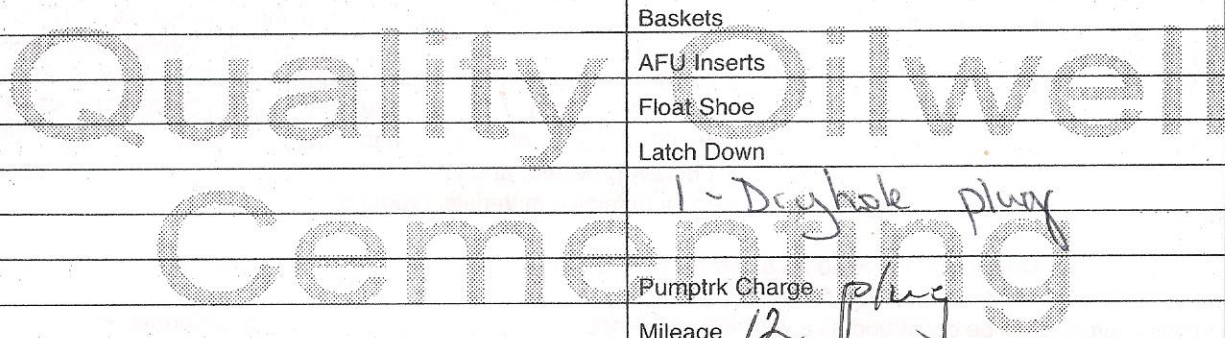 Quality Oilwell
Cementing
Baskets
AFU Inserts
Float Shoe
Latch Down
1 - Dryhole plug
Pumptrk Charge plug
Mileage 12